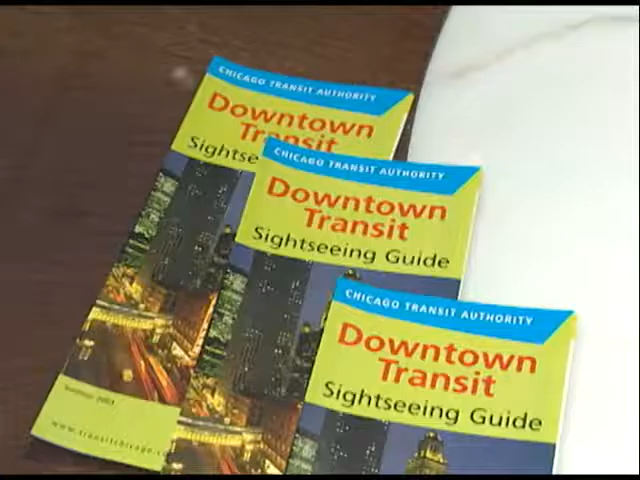 CHICAGO TRANSIT AUTHORITY
Downtown
Transit
Sightse
CHICAGO TRANSIT AUTHORITY
Downtown
Transit
Sightseeing Guide
CHICAGO TRANSIT AUTHORITY
Downtown
Transit
Sightseeing Guide
www.transitchicago.c